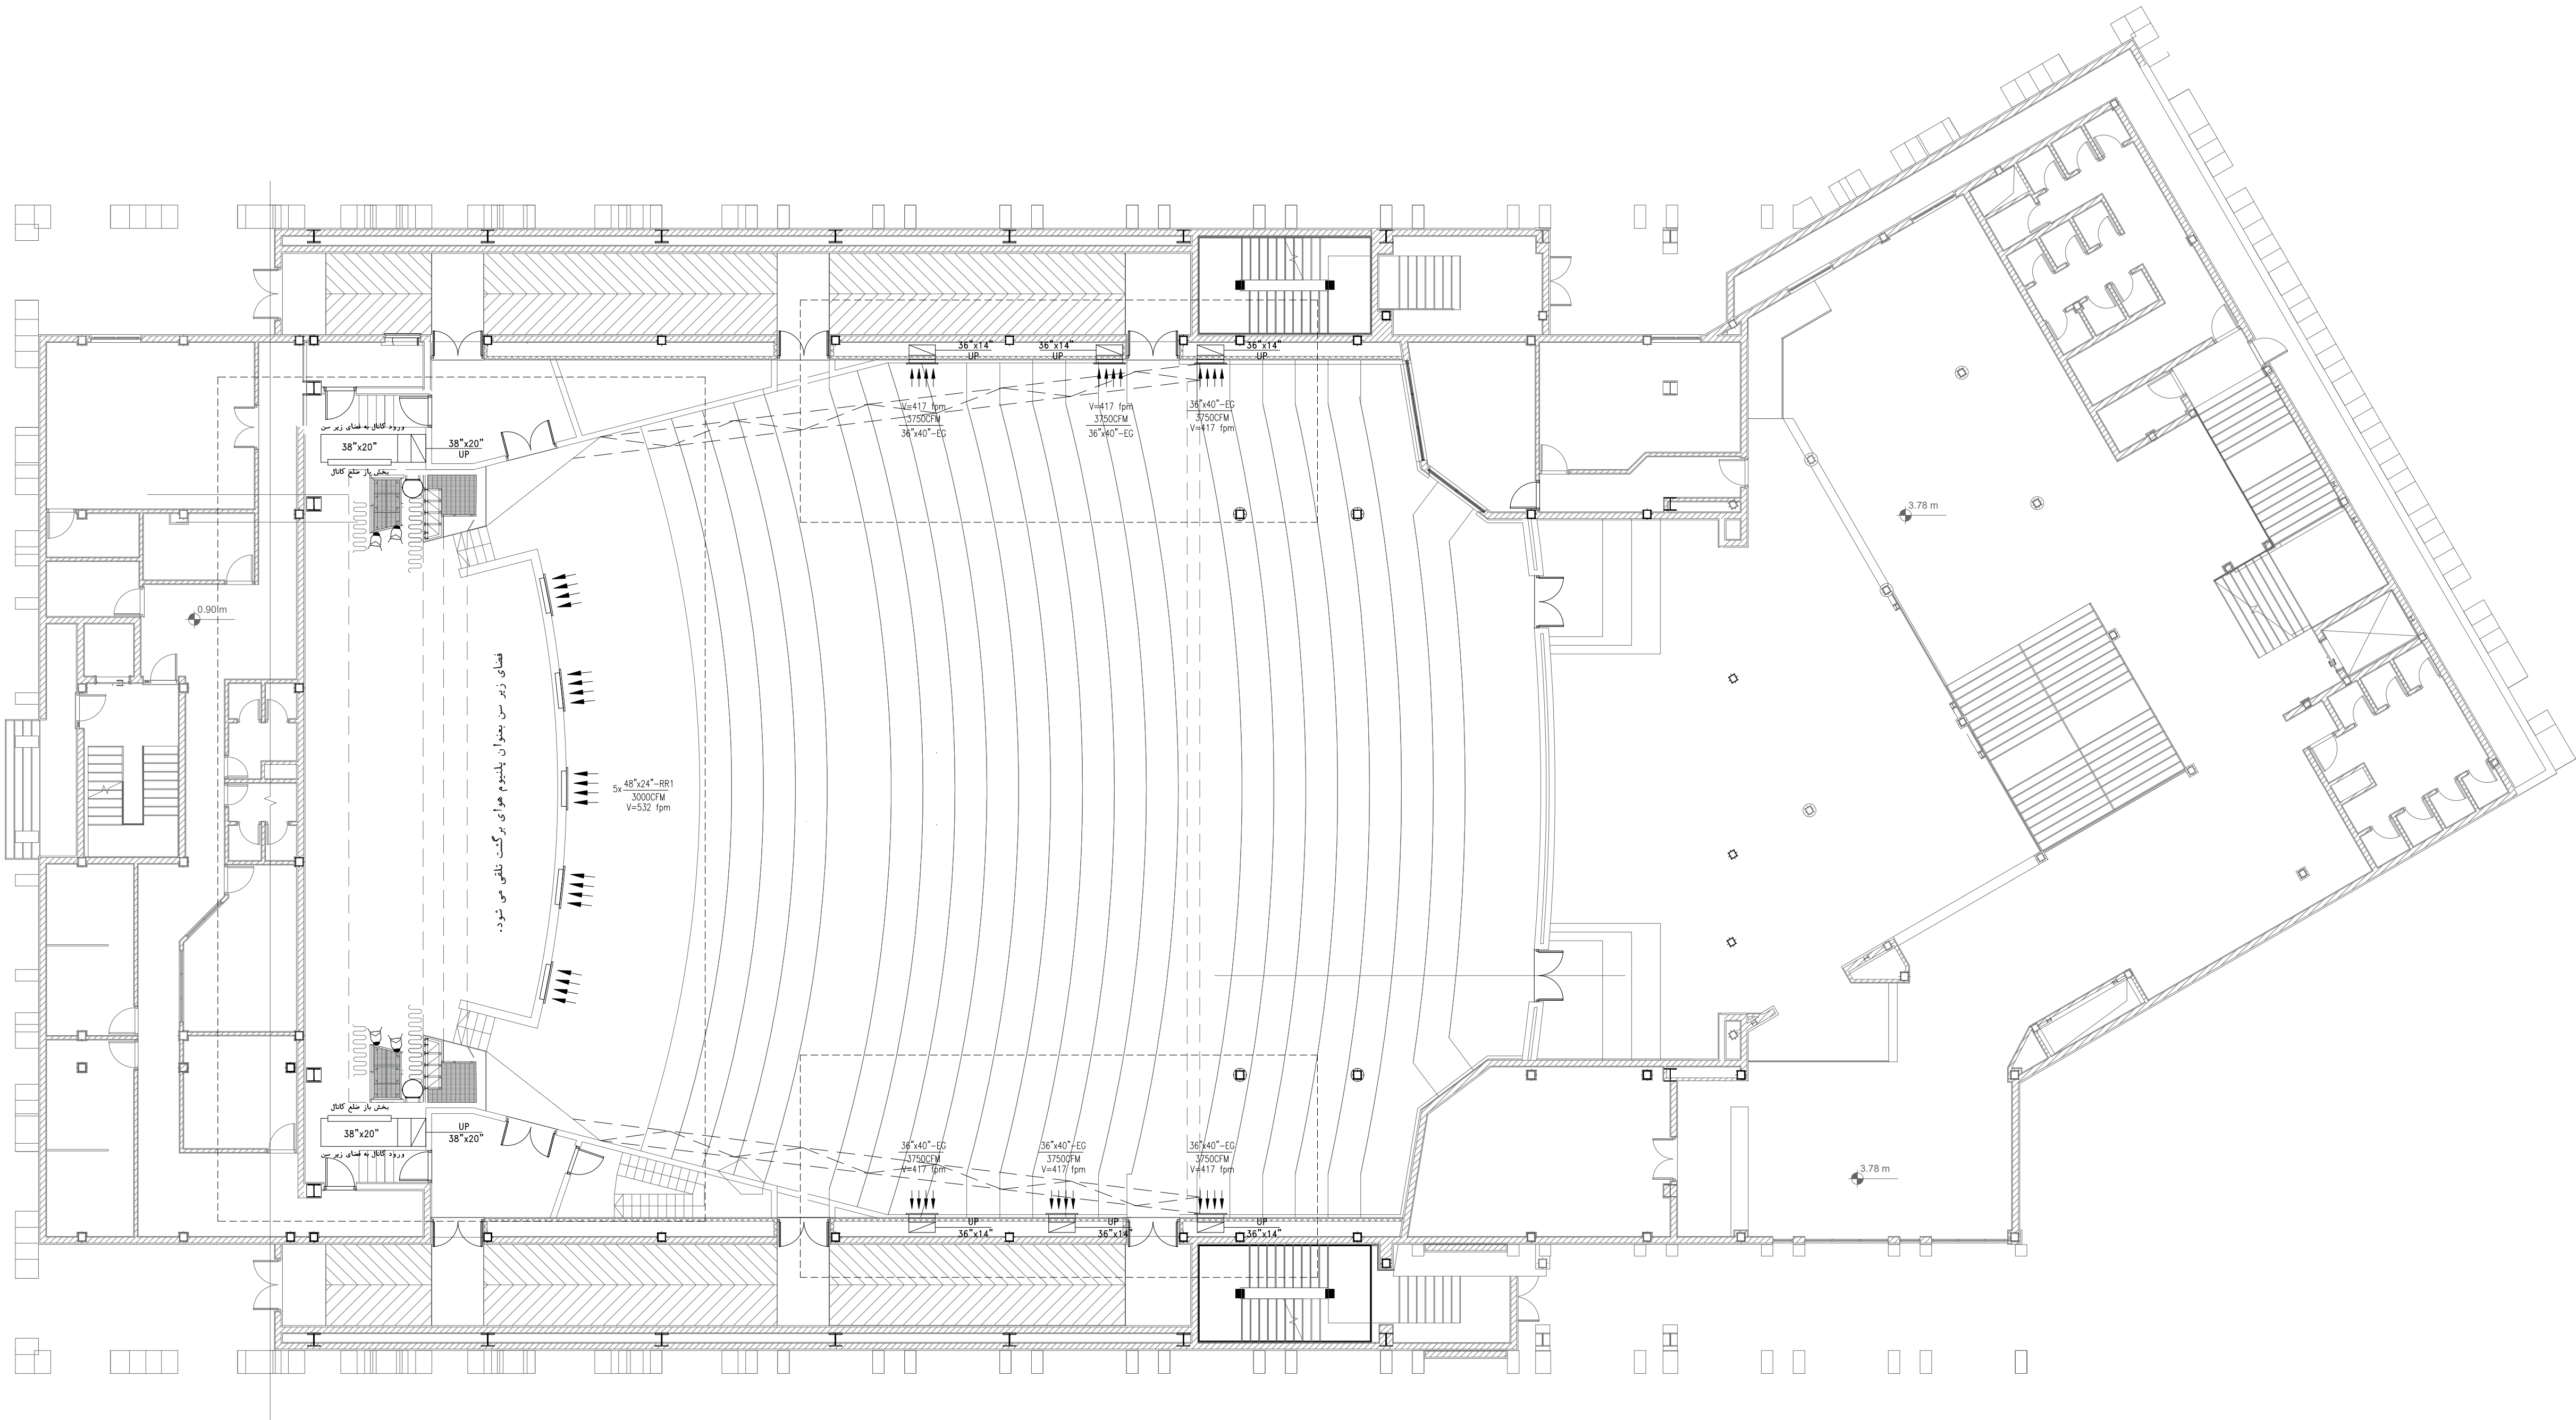 36"x14"
UP
36"x14"
UP
36"x14"
UP
V=417 fpm
3750CFM
36"x40"-EG
V=417 fpm
3750CFM
36"x40"-EG
36"x40"-EG
3750CFM
V=417 fpm
ورود کانال به فضای زیر سن
38"x20"
38"x20"
UP
بخش باز ضلع کانال
3.78 m
0.90lm
فضای زیر سن بعنوان پلنیوم هوای برگشت تلقی می شود.
5x 48"x24"-RR1
3000CFM
V=532 fpm
بخش باز ضلع کانال
38"x20"
UP
38"x20"
ورود کانال به فضای زیر سن
36"x40"-EG
3750CFM
V=417 fpm
36"x40"-EG
3750CFM
V=417 fpm
36"x40"-EG
3750CFM
V=417 fpm
3.78 m
UP
36"x14"
UP
36"x14"
UP
36"x14"